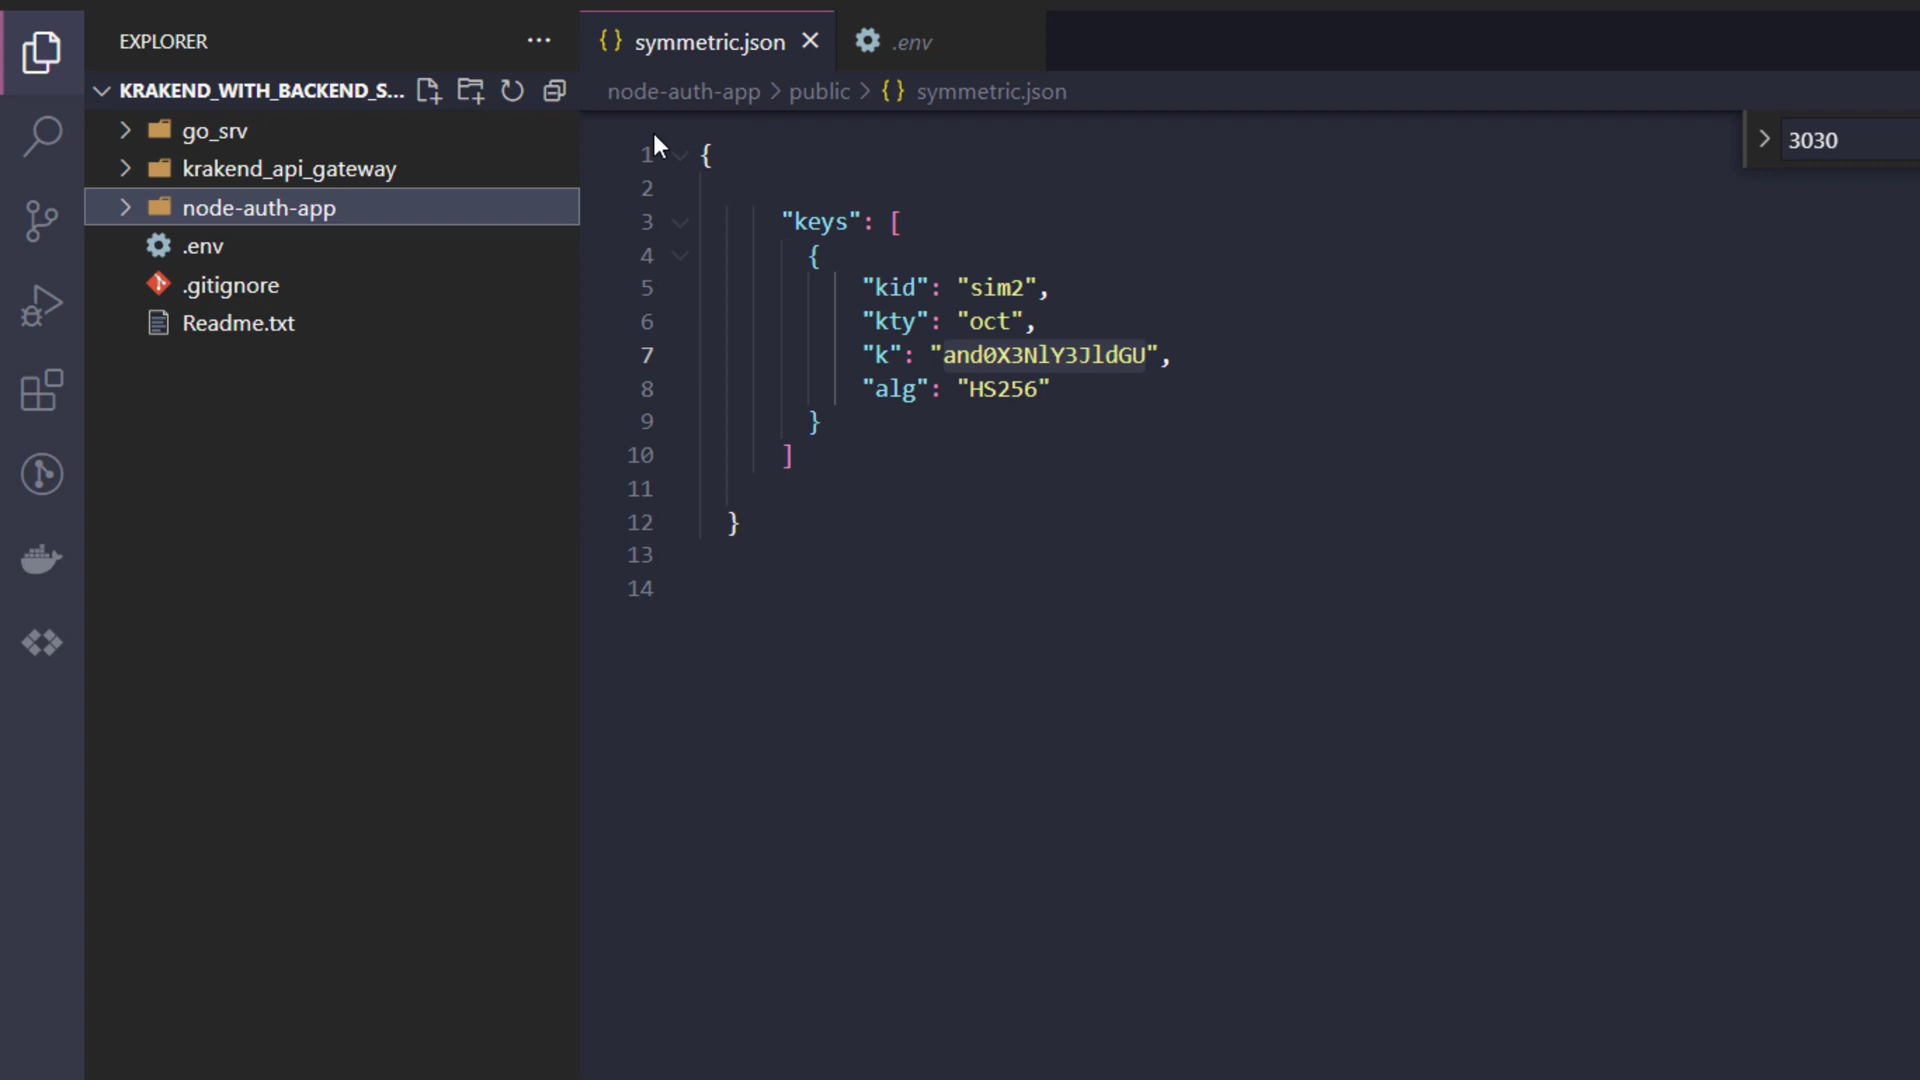 EXPLORER
KRAKEND_WITH_BACKEND_S...
go_srv
krakend_api_gateway
node-auth-app
.env
.gitignore
Readme.txt
{} symmetric.json
.env
node-auth-app > public > {} symmetric.json
3030
1 {
2
3 "keys": [
4 {
5 "kid": "sim2",
6 "kty": "oct",
7 "k": "and0X3NlY3JldGU",
8 "alg": "HS256"
9 }
10 ]
11
12 }
13
14